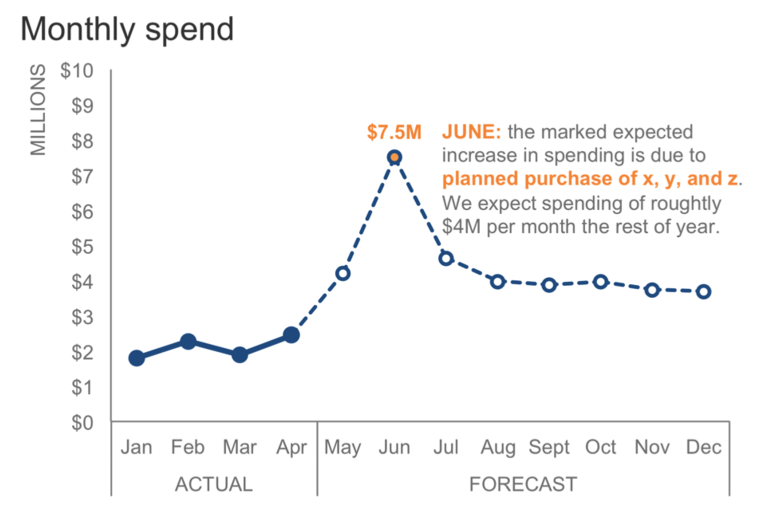 Monthly spend
MILLIONS
$10
$9
$8
$7
$6
$5
$4
$3
$2
$1
$0
$7.5M
JUNE: the marked expected
increase in spending is due to
planned purchase of x, y, and z.
We expect spending of roughtly
$4M per month the rest of year.
Jan Feb Mar Apr May Jun Jul Aug Sept Oct Nov Dec
ACTUAL FORECAST